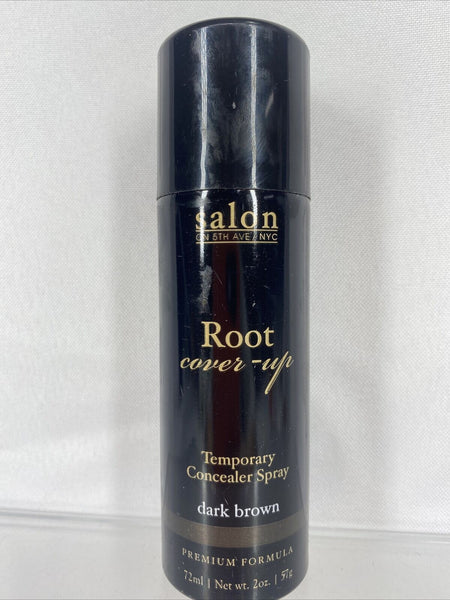 salon
ON 5TH AVE NYC
Root
cover-up
Temporary
Concealer Spray
dark brown
PREMIUM FORMULA
72ml | Net wt. 2oz. | 57g